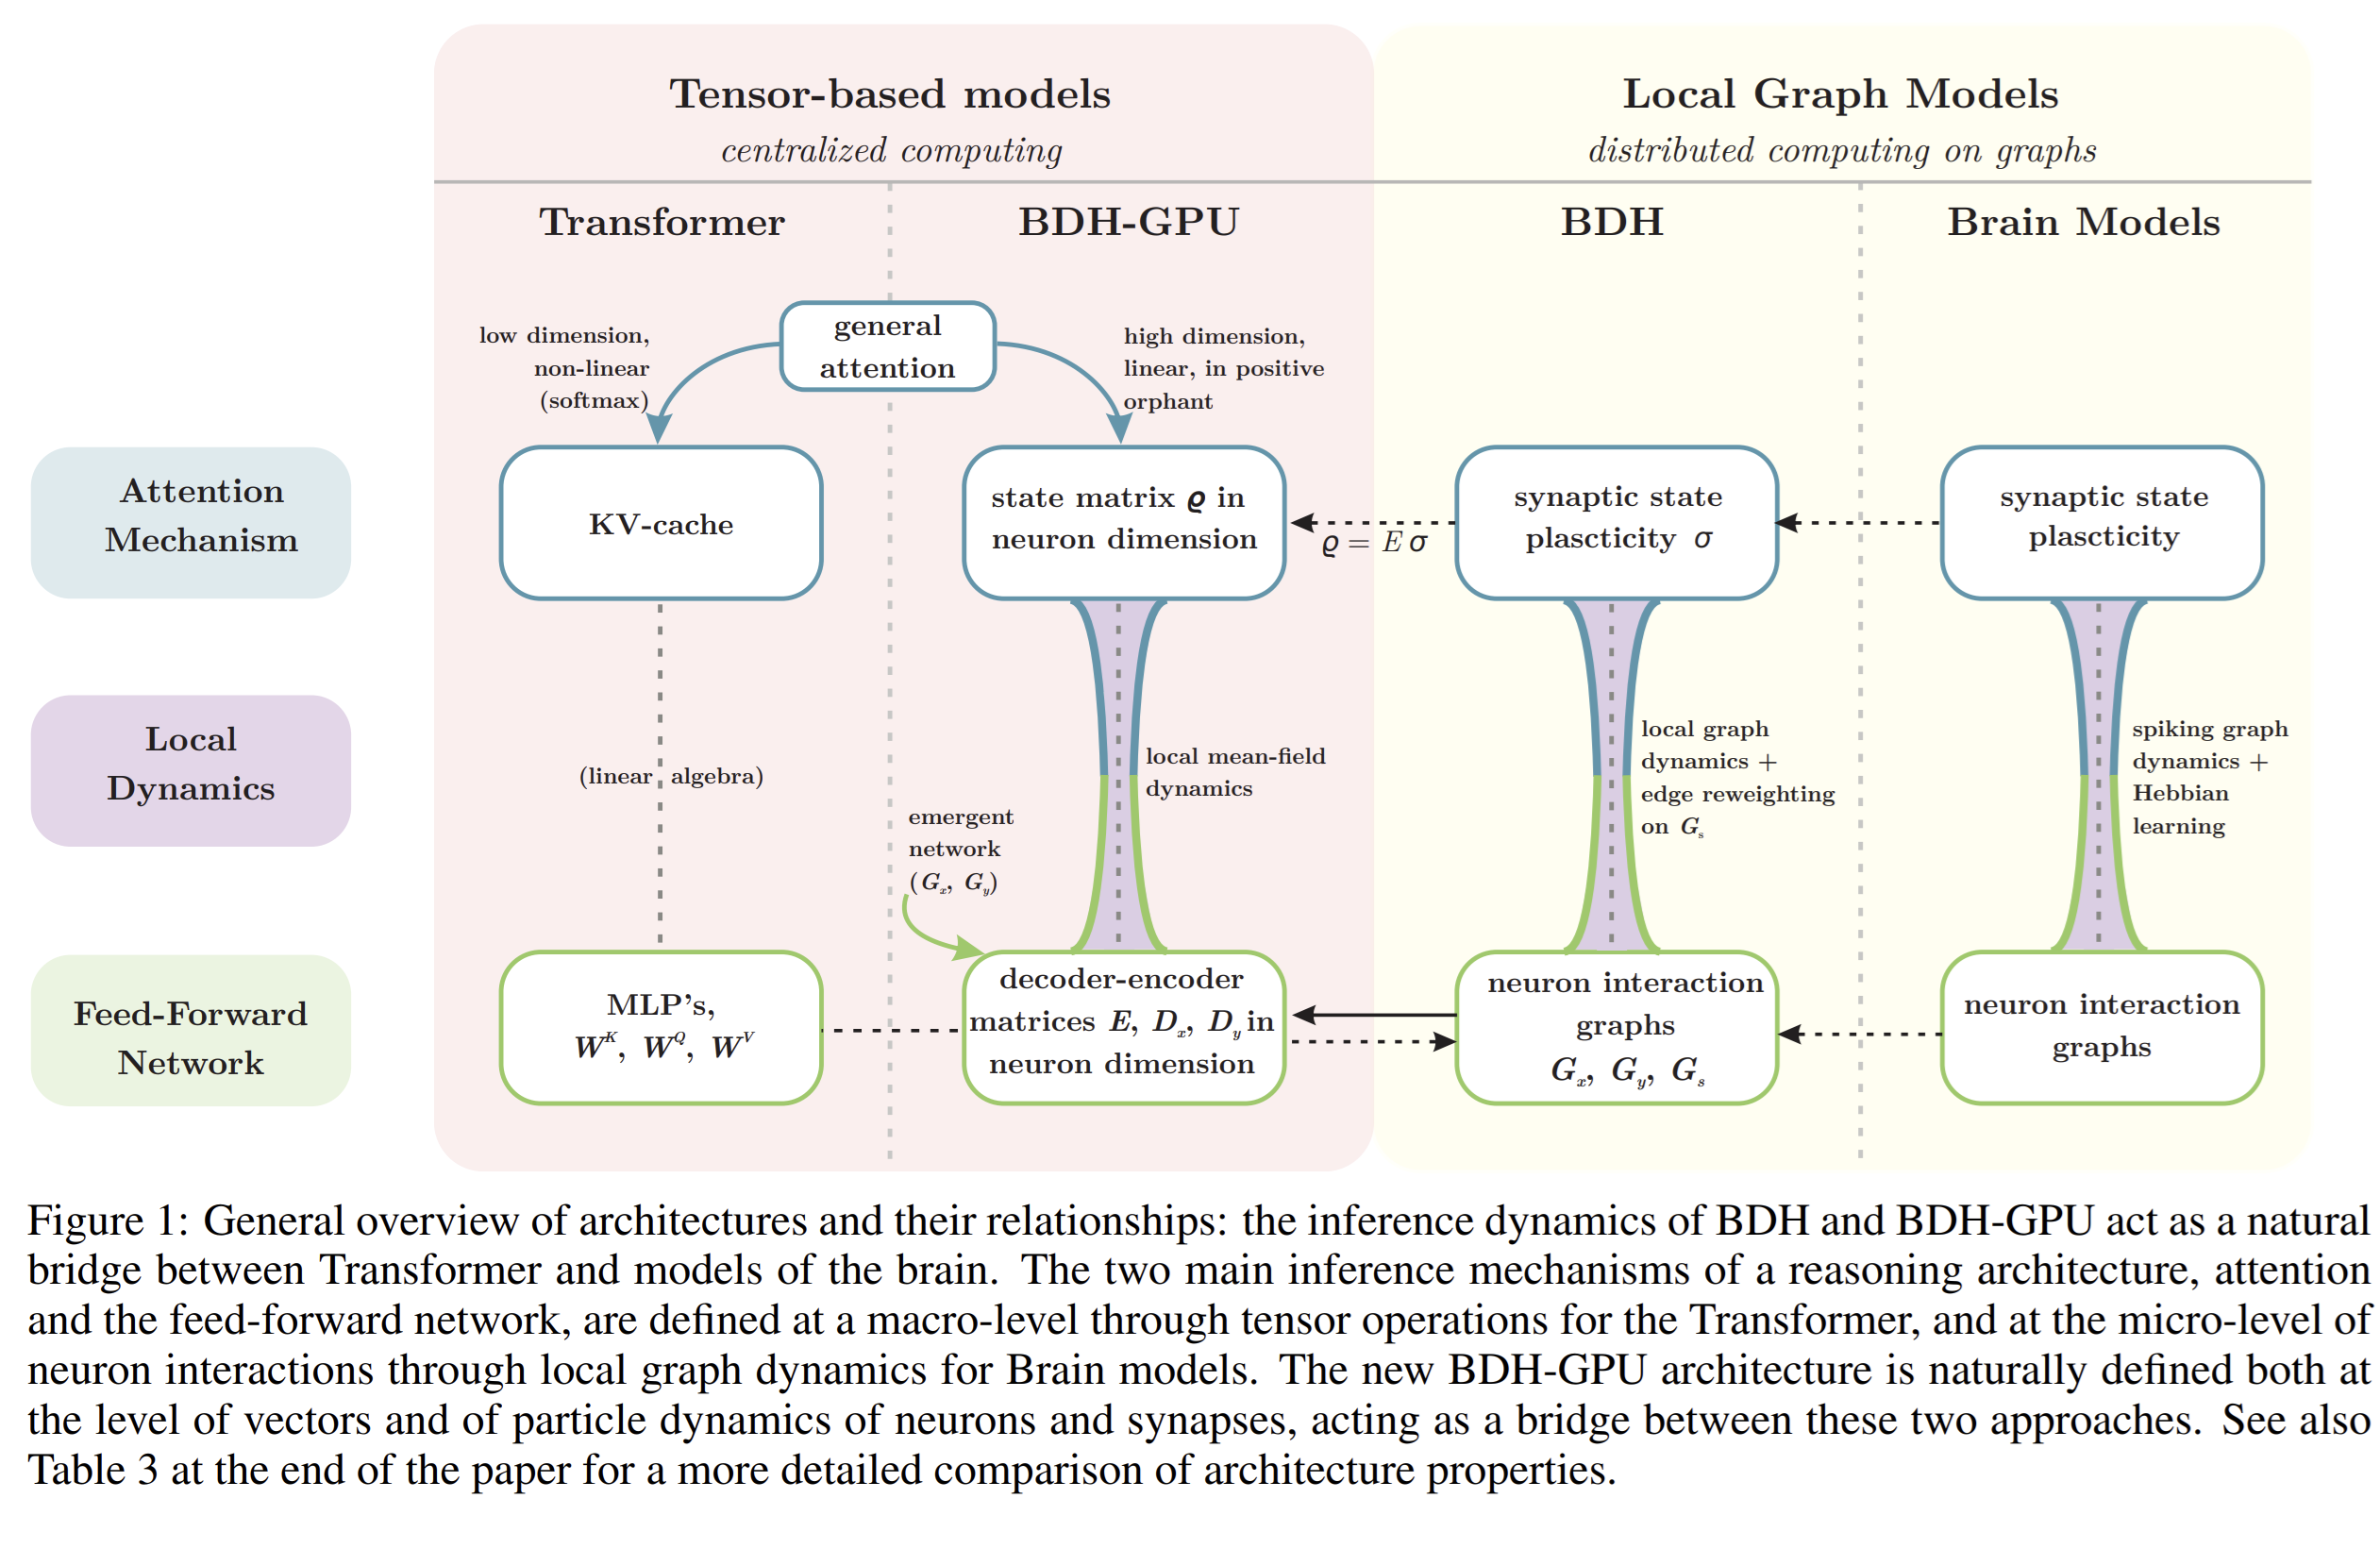 Tensor-based models
centralized computing
Local Graph Models
distributed computing on graphs
Transformer
BDH-GPU
BDH
Brain Models
general
attention
low dimension,
non-linear
(softmax)
high dimension,
linear, in positive
orphant
Attention
Mechanism
KV-cache
state matrix ϱ in
neuron dimension
ϱ = E σ
synaptic state
plascticity σ
synaptic state
plascticity
Local
Dynamics
(linear algebra)
emergent
network
(Gₓ, G_y)
local mean-field
dynamics
local graph
dynamics +
edge reweighting
on Gₛ
spiking graph
dynamics +
Hebbian
learning
Feed-Forward
Network
MLP's,
W^K, W^Q, W^V
decoder-encoder
matrices E, Dₓ, D_y in
neuron dimension
neuron interaction
graphs
Gₓ, G_y, Gₛ
neuron interaction
graphs
Figure 1: General overview of architectures and their relationships: the inference dynamics of BDH and BDH-GPU act as a natural
bridge between Transformer and models of the brain. The two main inference mechanisms of a reasoning architecture, attention
and the feed-forward network, are defined at a macro-level through tensor operations for the Transformer, and at the micro-level of
neuron interactions through local graph dynamics for Brain models. The new BDH-GPU architecture is naturally defined both at
the level of vectors and of particle dynamics of neurons and synapses, acting as a bridge between these two approaches. See also
Table 3 at the end of the paper for a more detailed comparison of architecture properties.